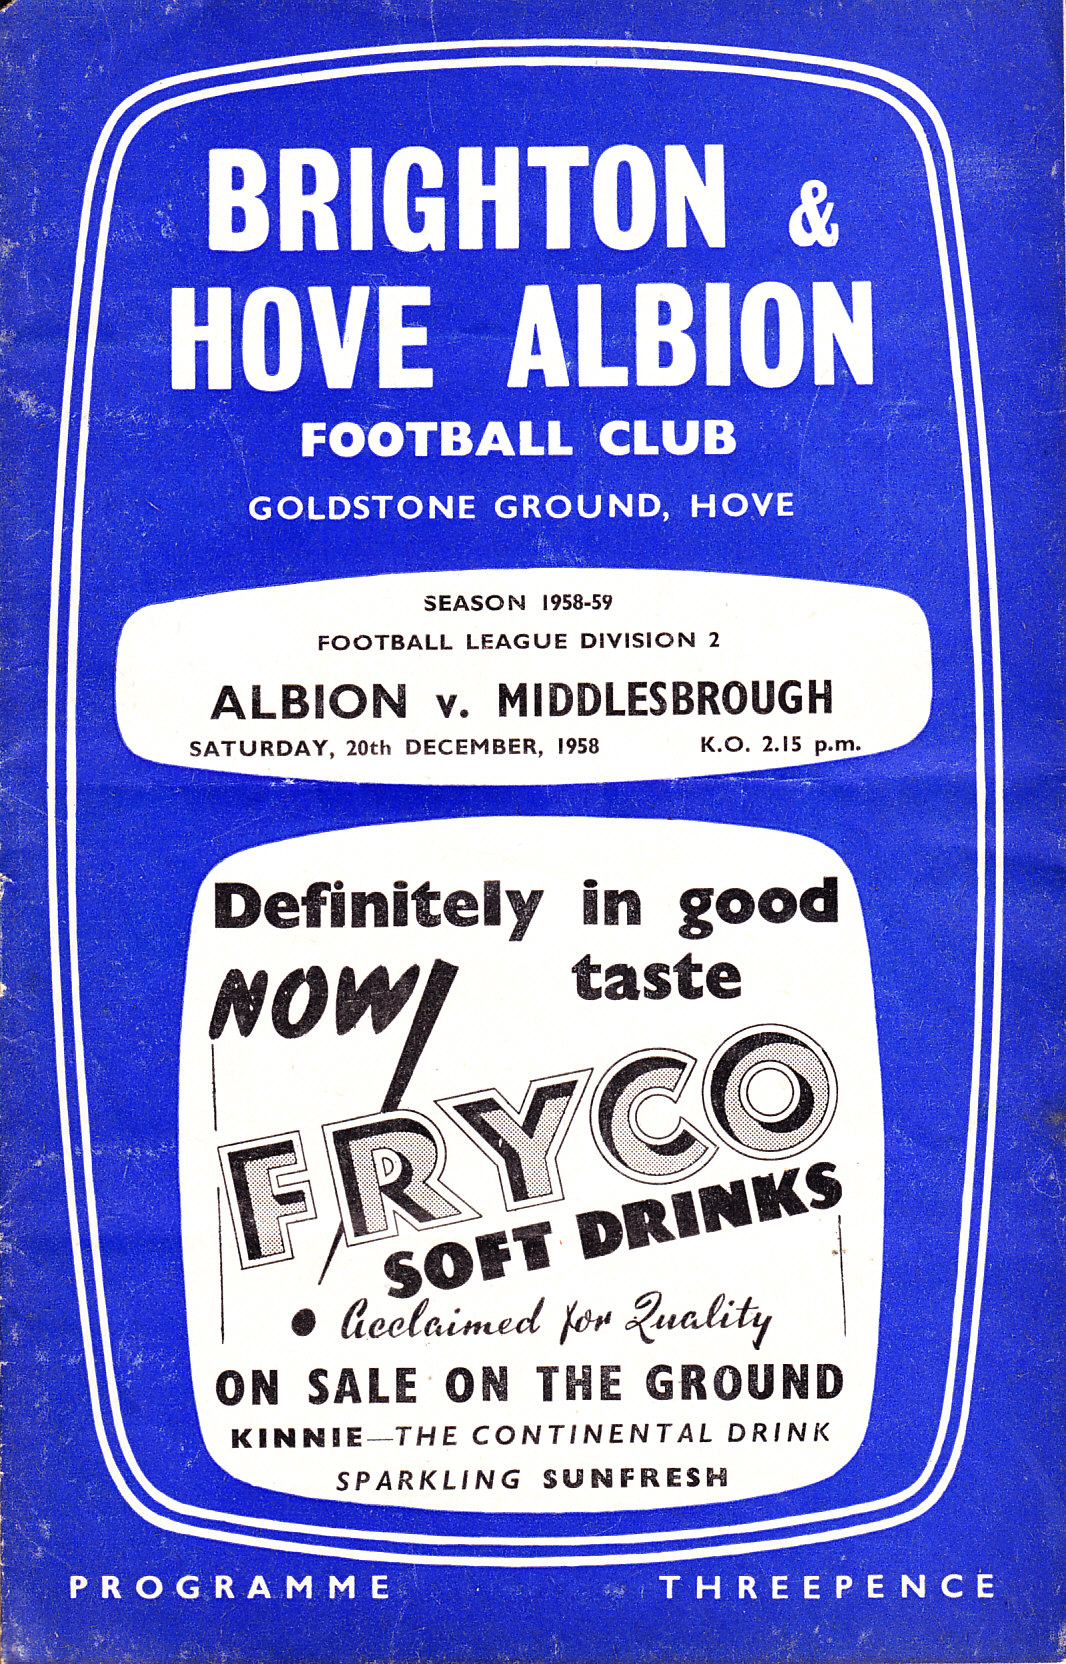 BRIGHTON &
HOVE ALBION
FOOTBALL CLUB
GOLDSTONE GROUND, HOVE
SEASON 1958-59
FOOTBALL LEAGUE DIVISION 2
ALBION v. MIDDLESBROUGH
SATURDAY, 20th DECEMBER, 1958 K.O. 2.15 p.m.
Definitely in good
taste
NOW!
FRYCO
SOFT DRINKS
• Acclaimed for Quality
ON SALE ON THE GROUND
KINNIE—THE CONTINENTAL DRINK
SPARKLING SUNFRESH
PROGRAMME THREEPENCE